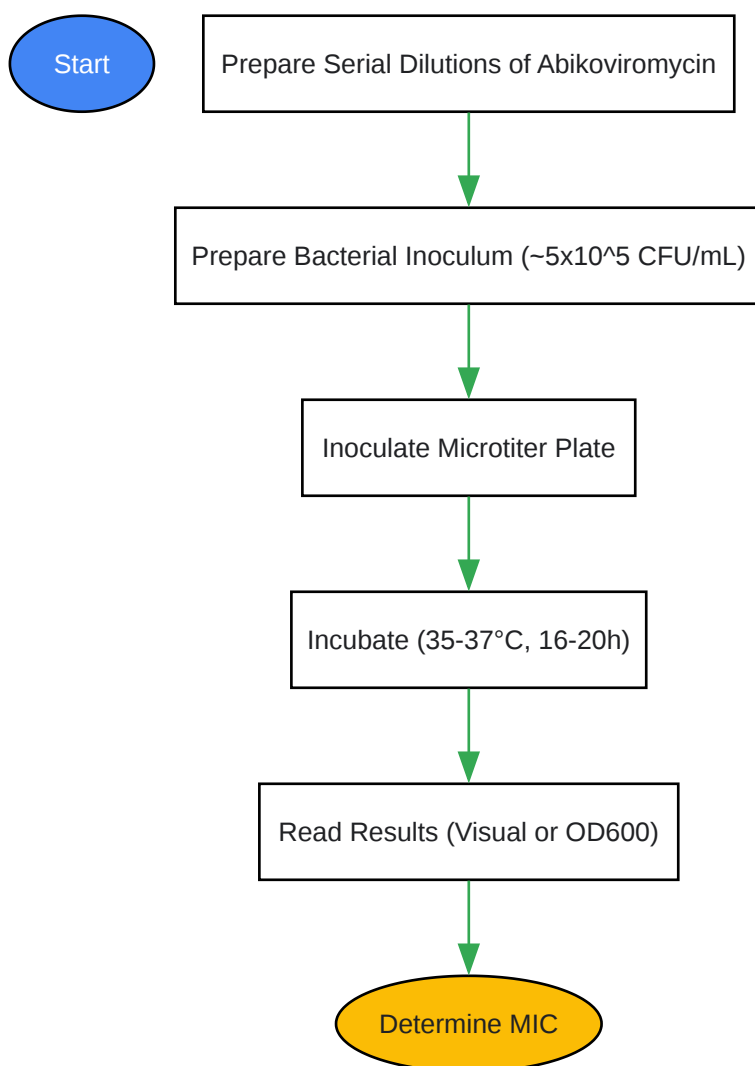 Start
Prepare Serial Dilutions of Abikoviromycin
Prepare Bacterial Inoculum (~5x10^5 CFU/mL)
Inoculate Microtiter Plate
Incubate (35-37°C, 16-20h)
Read Results (Visual or OD600)
Determine MIC